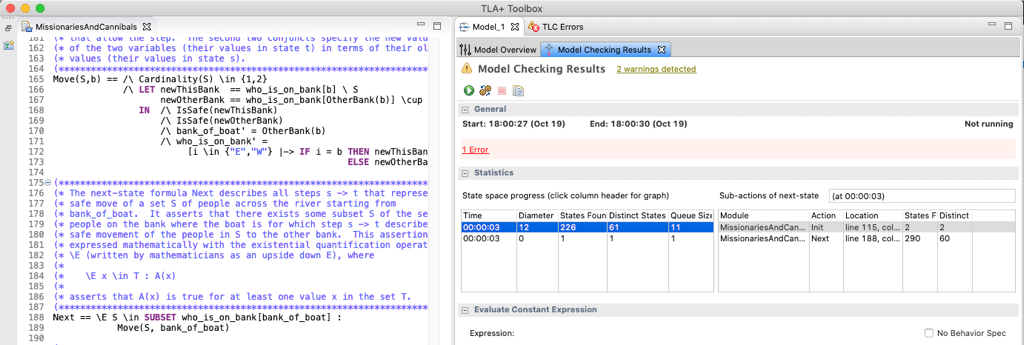 TLA+ Toolbox
MissionariesAndCannibals
161 (* that allow the step. The second two conjuncts specify the new valu
162 (* of the two variables (their values in state t) in terms of their ol
163 (* values (their values in state s).
164 (***********************************************************************
165 Move(S,b) == /\ Cardinality(S) \in {1,2}
166 /\ LET newThisBank == who_is_on_bank[b] \ S
167 newOtherBank == who_is_on_bank[OtherBank(b)] \cup
168 IN /\ IsSafe(newThisBank)
169 /\ IsSafe(newOtherBank)
170 /\ bank_of_boat' = OtherBank(b)
171 /\ who_is_on_bank' =
172 [i \in {"E","W"} |-> IF i = b THEN newThisBan
173 ELSE newOtherBa
174
175 (***********************************************************************
176 (* The next-state formula Next describes all steps s -> t that represe
177 (* safe move of a set S of people across the river starting from
178 (* bank_of_boat. It asserts that there exists some subset S of the se
179 (* people on the bank where the boat is for which step s -> t describe
180 (* safe movement of the people in S to the other bank. This assertion
181 (* expressed mathematically with the existential quantification operat
182 (* \E (written by mathematicians as an upside down E), where
183 (*
184 (* \E x \in T : A(x)
185 (*
186 (* asserts that A(x) is true for at least one value x in the set T.
187 (***********************************************************************
188 Next == \E S \in SUBSET who_is_on_bank[bank_of_boat] :
189 Move(S, bank_of_boat)
190
Model_1 TLC Errors
Model Overview Model Checking Results
Model Checking Results 2 warnings detected
General
Start: 18:00:27 (Oct 19) End: 18:00:30 (Oct 19) Not running
1 Error
Statistics
State space progress (click column header for graph)
Time Diameter States Foun Distinct States Queue Size
00:00:03 12 226 61 11
00:00:03 0 1 1 1
Sub-actions of next-state (at 00:00:03)
Module Action Location States F Distinct
MissionariesAndCan... Init line 115, col... 2 2
MissionariesAndCan... Next line 188, col... 290 60
Evaluate Constant Expression
Expression: No Behavior Spec